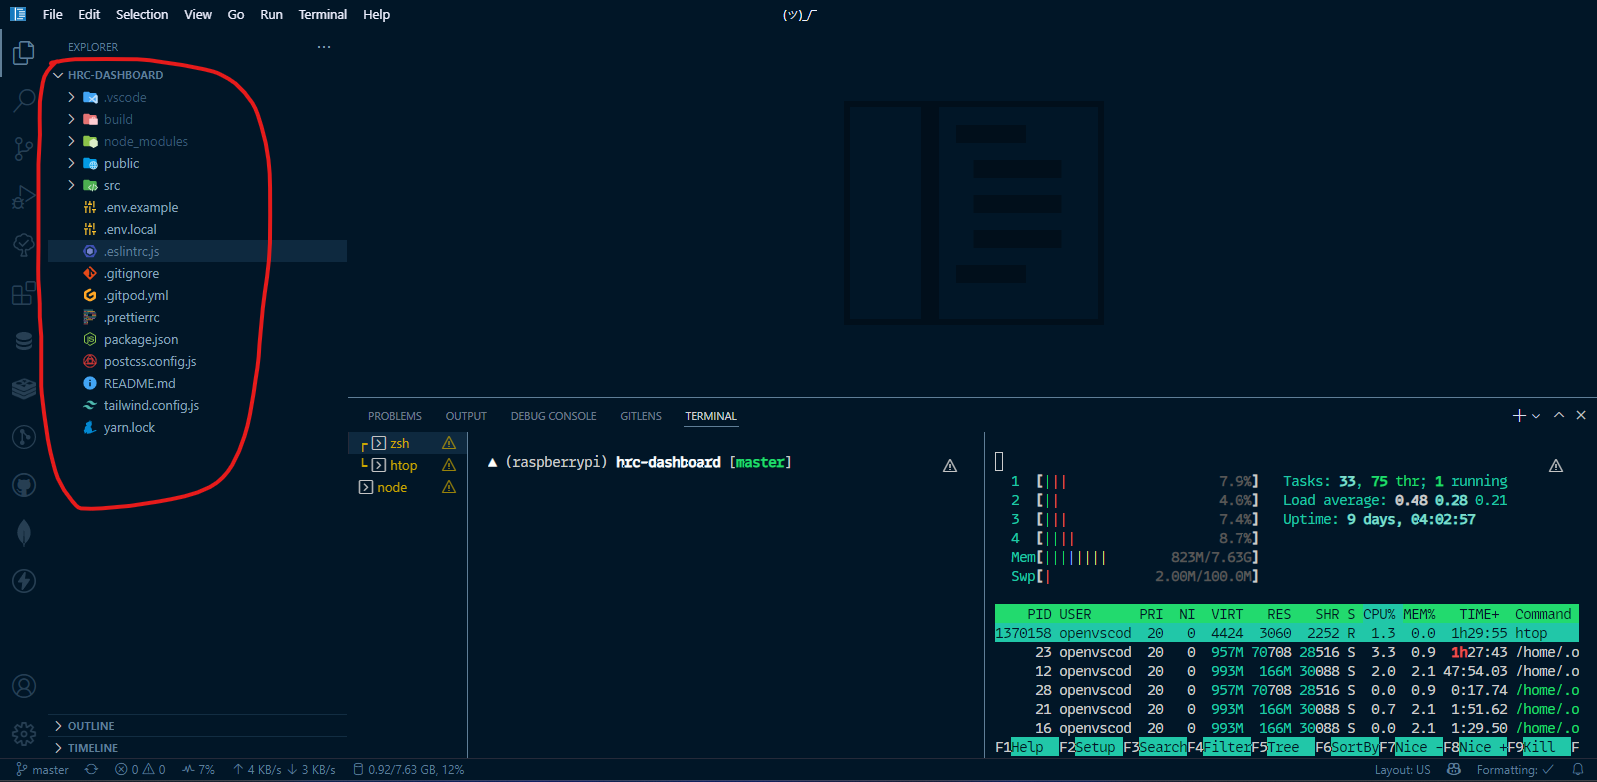 File Edit Selection View Go Run Terminal Help
(ツ)_/¯
EXPLORER
HRC-DASHBOARD
.vscode
build
node_modules
public
src
.env.example
.env.local
.eslintrc.js
.gitignore
.gitpod.yml
.prettierrc
package.json
postcss.config.js
README.md
tailwind.config.js
yarn.lock
OUTLINE
TIMELINE
PROBLEMS OUTPUT DEBUG CONSOLE GITLENS TERMINAL
zsh
htop
node
▲ (raspberrypi) hrc-dashboard [master]
1 [||| 7.9%] Tasks: 33, 75 thr; 1 running
2 [|| 4.0%] Load average: 0.48 0.28 0.21
3 [||| 7.4%] Uptime: 9 days, 04:02:57
4 [|||| 8.7%]
Mem[|||||||| 823M/7.63G]
Swp[| 2.00M/100.0M]
PID USER PRI NI VIRT RES SHR S CPU% MEM% TIME+ Command
1370158 openvscod 20 0 4424 3060 2252 R 1.3 0.0 1h29:55 htop
23 openvscod 20 0 957M 70708 28516 S 3.3 0.9 1h27:43 /home/.o
12 openvscod 20 0 993M 166M 30088 S 2.0 2.1 47:54.03 /home/.o
28 openvscod 20 0 957M 70708 28516 S 0.0 0.9 0:17.74 /home/.o
21 openvscod 20 0 993M 166M 30088 S 0.7 2.1 1:51.62 /home/.o
16 openvscod 20 0 993M 166M 30088 S 0.0 2.1 1:29.50 /home/.o
F1Help F2Setup F3SearchF4FilterF5Tree F6SortByF7Nice -F8Nice +F9Kill F
master 0 0 7% ↑ 4 KB/s ↓ 3 KB/s 0.92/7.63 GB, 12% Layout: US Formatting: ✓